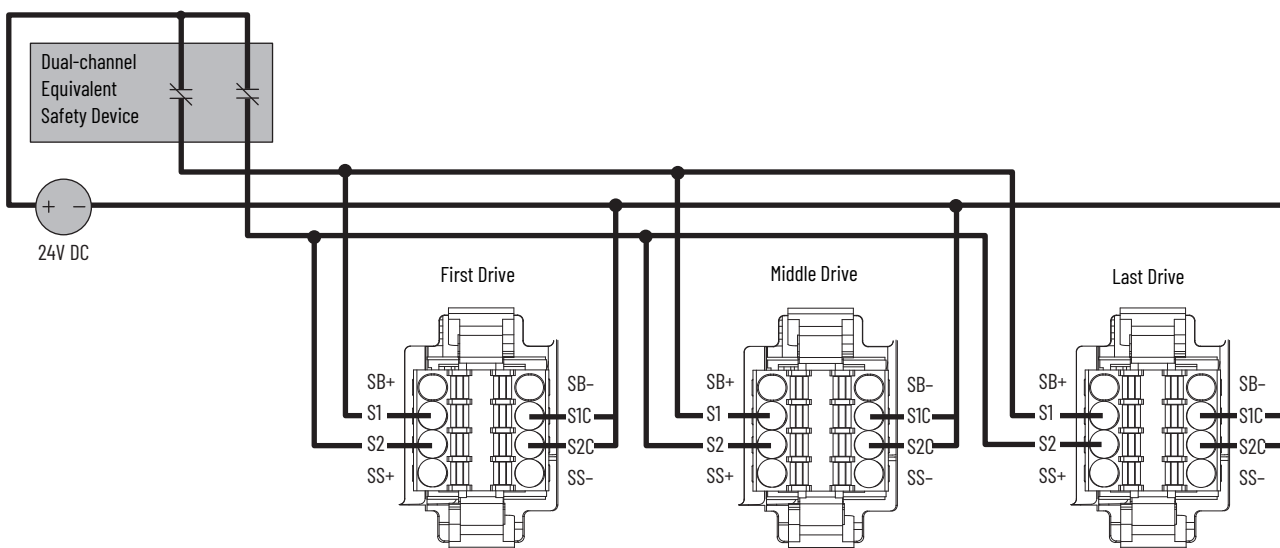 Dual-channel
Equivalent
Safety Device
+ −
24V DC
First Drive
Middle Drive
Last Drive
SB+
S1
S2
SS+
SB–
S1C
S2C
SS–
SB+
S1
S2
SS+
SB–
S1C
S2C
SS–
SB+
S1
S2
SS+
SB–
S1C
S2C
SS–